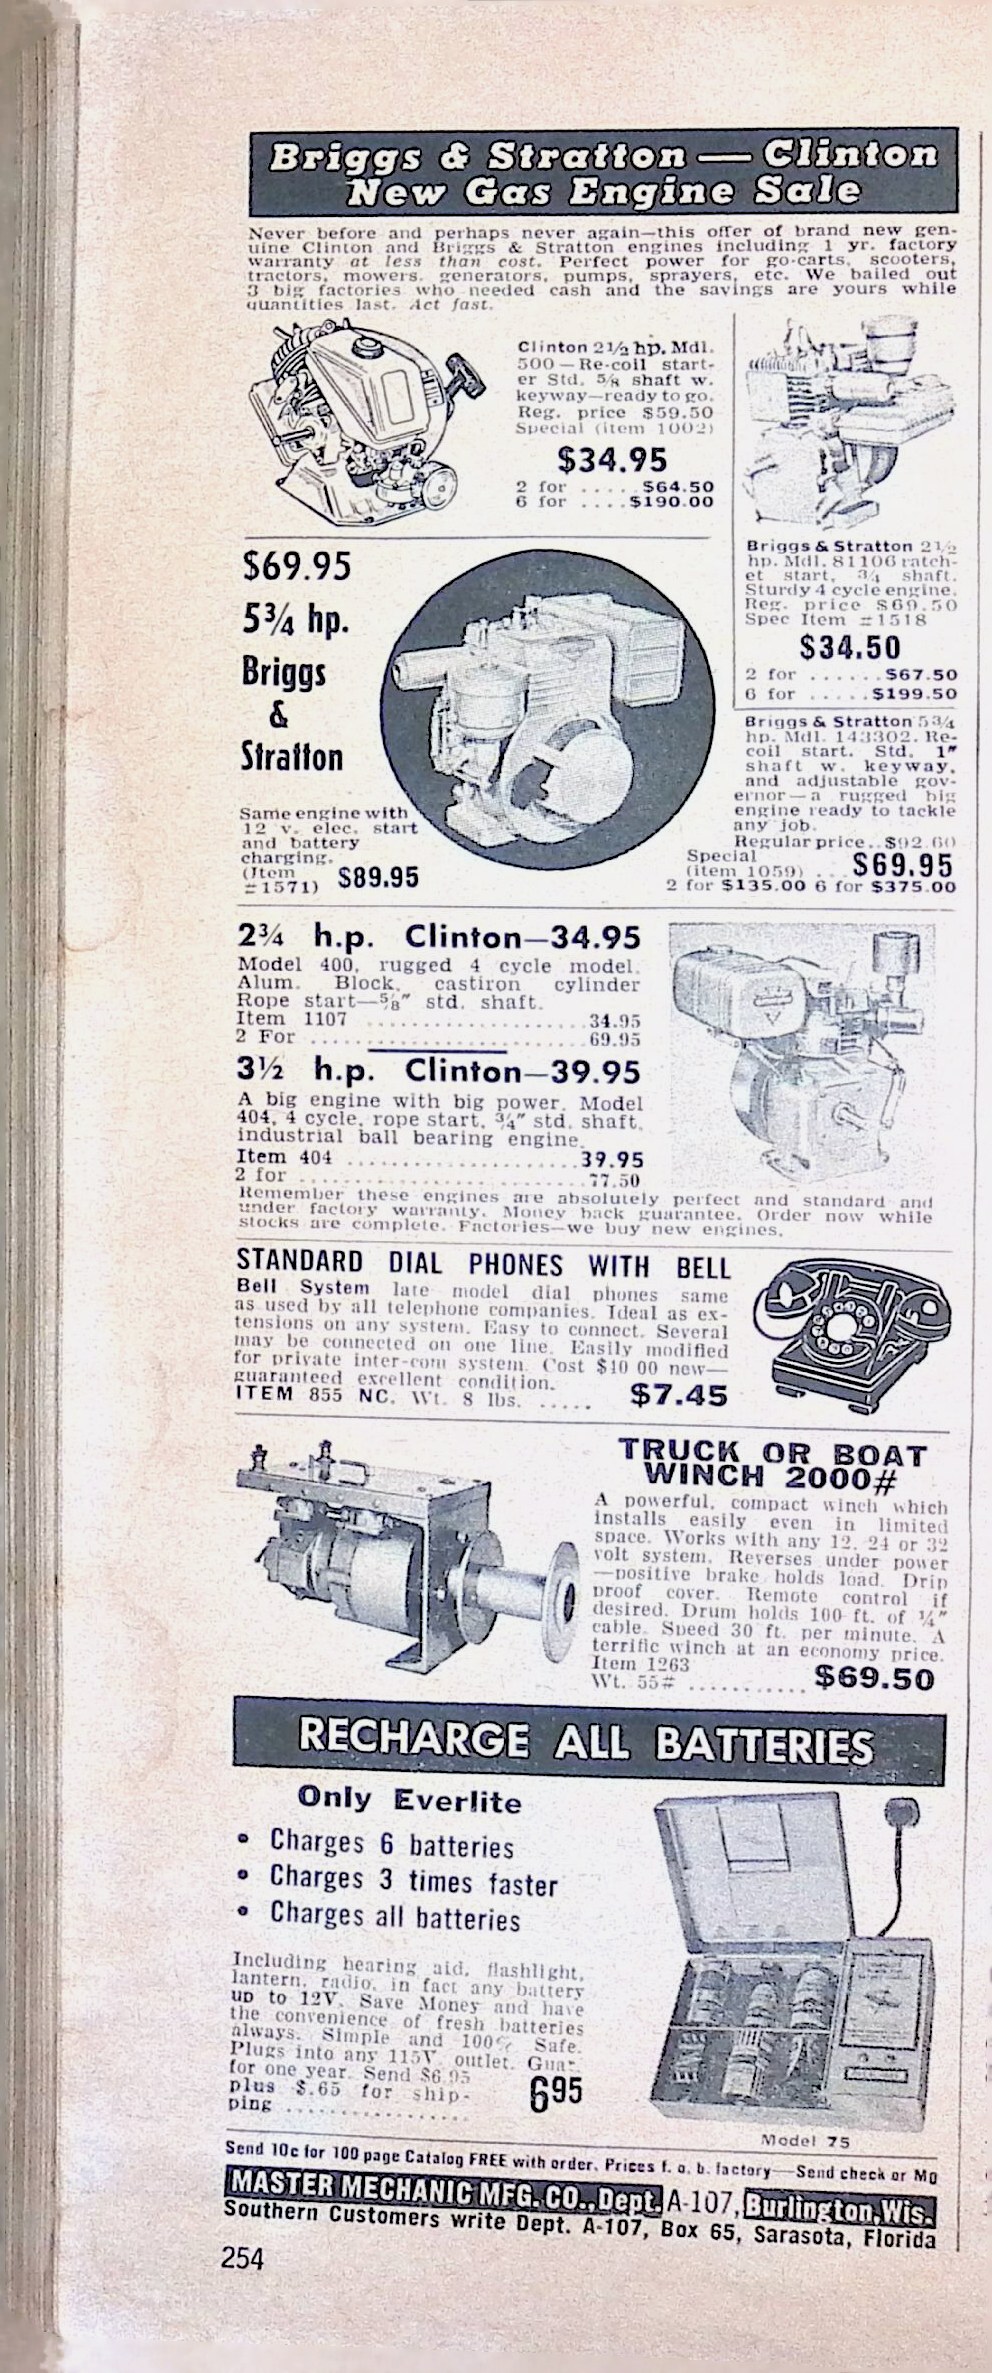 Briggs & Stratton — Clinton
New Gas Engine Sale
Never before and perhaps never again—this offer of brand new gen-
uine Clinton and Briggs & Stratton engines including 1 yr. factory
warranty at less than cost. Perfect power for go-carts, scooters,
tractors, mowers, generators, pumps, sprayers, etc. We bailed out
3 big factories who needed cash and the savings are yours while
quantities last. Act fast.
Clinton 2½ hp. Mdl.
500—Re-coil start-
er Std. ⅝ shaft w.
keyway—ready to go.
Reg. price $59.50
Special (item 1002)
$34.95
2 for .....$64.50
6 for ....$190.00
Briggs & Stratton 2½
hp. Mdl. 81106 ratch-
et start, ¾ shaft.
Sturdy 4 cycle engine.
Reg. price $69.50
Spec Item #1518
$34.50
2 for ......$67.50
6 for .....$199.50
$69.95
5¾ hp.
Briggs
&
Stratton
Same engine with
12 v. elec. start
and battery
charging.
(Item
#1571) $89.95
Briggs & Stratton 5¾
hp. Mdl. 143302. Re-
coil start. Std. 1"
shaft w. keyway,
and adjustable gov-
ernor—a rugged big
engine ready to tackle
any job.
Regular price..$92.60
Special
(item 1059) ...$69.95
2 for $135.00 6 for $375.00
2¾ h.p. Clinton—34.95
Model 400, rugged 4 cycle model.
Alum. Block, castiron cylinder
Rope start—⅝" std. shaft.
Item 1107 ....................34.95
2 For .........................69.95
3½ h.p. Clinton—39.95
A big engine with big power. Model
404, 4 cycle, rope start, ¾" std. shaft,
industrial ball bearing engine.
Item 404 .....................39.95
2 for ..........................77.50
Remember these engines are absolutely perfect and standard and
under factory warranty. Money back guarantee. Order now while
stocks are complete. Factories—we buy new engines.
STANDARD DIAL PHONES WITH BELL
Bell System late model dial phones same
as used by all telephone companies. Ideal as ex-
tensions on any system. Easy to connect. Several
may be connected on one line. Easily modified
for private inter-com system. Cost $40.00 new—
guaranteed excellent condition.
ITEM 855 NC. Wt. 8 lbs. ..... $7.45
TRUCK OR BOAT
WINCH 2000#
A powerful, compact winch which
installs easily even in limited
space. Works with any 12, 24 or 32
volt system. Reverses under power
—positive brake holds load. Drip
proof cover. Remote control if
desired. Drum holds 100 ft. of ¼"
cable. Speed 30 ft. per minute. A
terrific winch at an economy price.
Item 1263
Wt. 55# ........... $69.50
RECHARGE ALL BATTERIES
Only Everlite
• Charges 6 batteries
• Charges 3 times faster
• Charges all batteries
Including hearing aid, flashlight,
lantern, radio, in fact any battery
up to 12V. Save Money and have
the convenience of fresh batteries
always. Simple and 100% Safe.
Plugs into any 115V. outlet. Guar.
for one year. Send $6.95
plus $.65 for ship-
ping ................. 6⁹⁵
Model 75
Send 10c for 100 page Catalog FREE with order. Prices f. o. b. factory—Send check or MO
MASTER MECHANIC MFG. CO., Dept. A-107, Burlington, Wis.
Southern Customers write Dept. A-107, Box 65, Sarasota, Florida
254